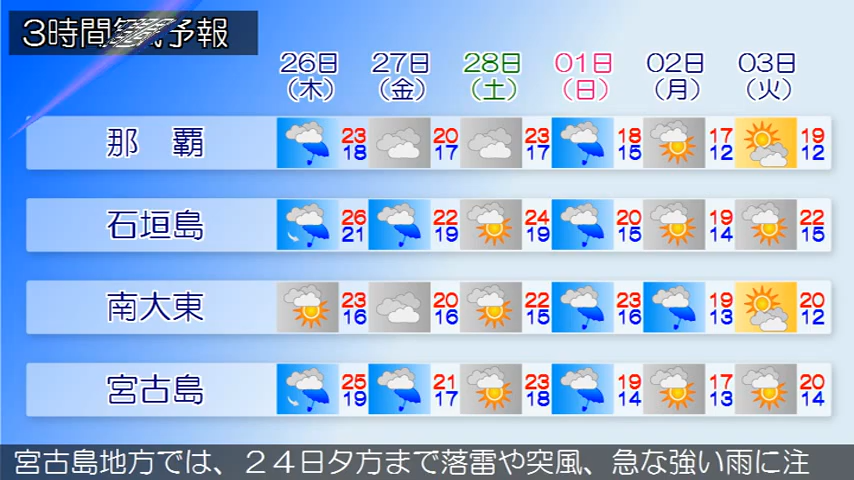 3時間天気予報
26日 27日 28日 01日 02日 03日
(木) (金) (土) (日) (月) (火)
那　覇 23 18 20 17 23 17 18 15 17 12 19 12
石垣島 26 21 22 19 24 19 20 15 19 14 22 15
南大東 23 16 20 16 22 15 23 16 19 13 20 12
宮古島 25 19 21 17 23 18 19 14 17 13 20 14
宮古島地方では、２４日夕方まで落雷や突風、急な強い雨に注